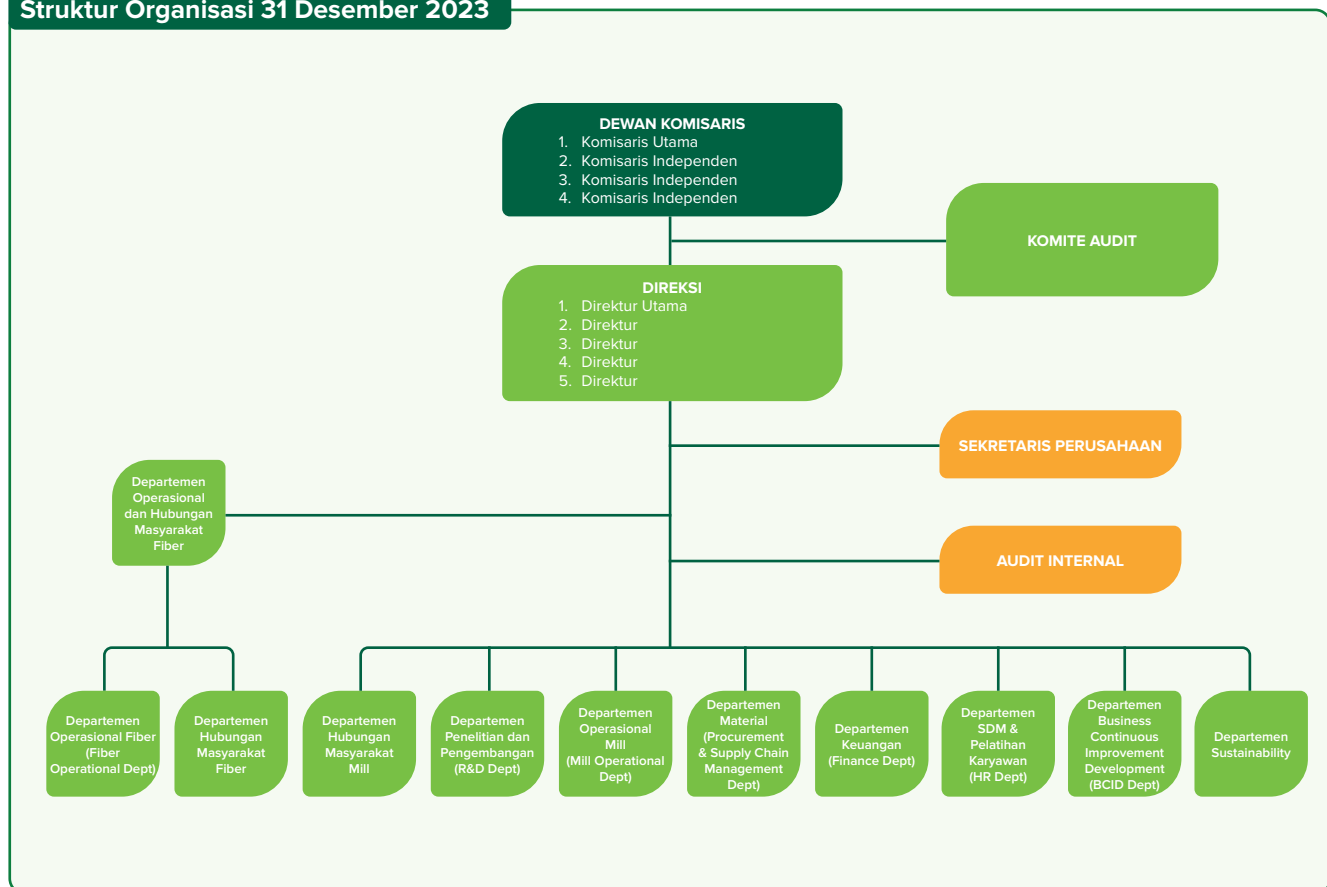 Struktur Organisasi 31 Desember 2023
DEWAN KOMISARIS
1. Komisaris Utama
2. Komisaris Independen
3. Komisaris Independen
4. Komisaris Independen
KOMITE AUDIT
DIREKSI
1. Direktur Utama
2. Direktur
3. Direktur
4. Direktur
5. Direktur
SEKRETARIS PERUSAHAAN
Departemen
Operasional
dan Hubungan
Masyarakat
Fiber
AUDIT INTERNAL
Departemen
Operasional Fiber
(Fiber
Operational Dept)
Departemen
Hubungan
Masyarakat
Fiber
Departemen
Hubungan
Masyarakat
Mill
Departemen
Penelitian dan
Pengembangan
(R&D Dept)
Departemen
Operasional
Mill
(Mill Operational
Dept)
Departemen
Material
(Procurement
& Supply Chain
Management
Dept)
Departemen
Keuangan
(Finance Dept)
Departemen
SDM &
Pelatihan
Karyawan
(HR Dept)
Departemen
Business
Continuous
Improvement
Development
(BCID Dept)
Departemen
Sustainability